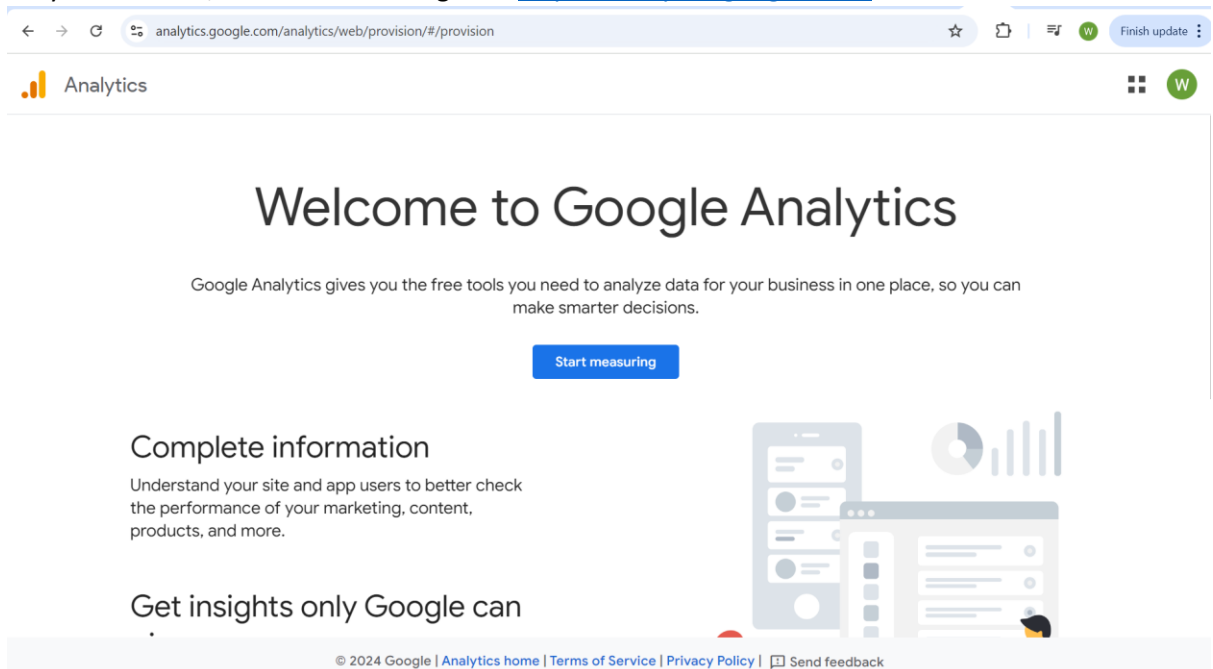 analytics.google.com/analytics/web/provision/#/provision
W
Finish update
Analytics
W
Welcome to Google Analytics
Google Analytics gives you the free tools you need to analyze data for your business in one place, so you can
make smarter decisions.
Start measuring
Complete information
Understand your site and app users to better check
the performance of your marketing, content,
products, and more.
Get insights only Google can
© 2024 Google | Analytics home | Terms of Service | Privacy Policy | Send feedback